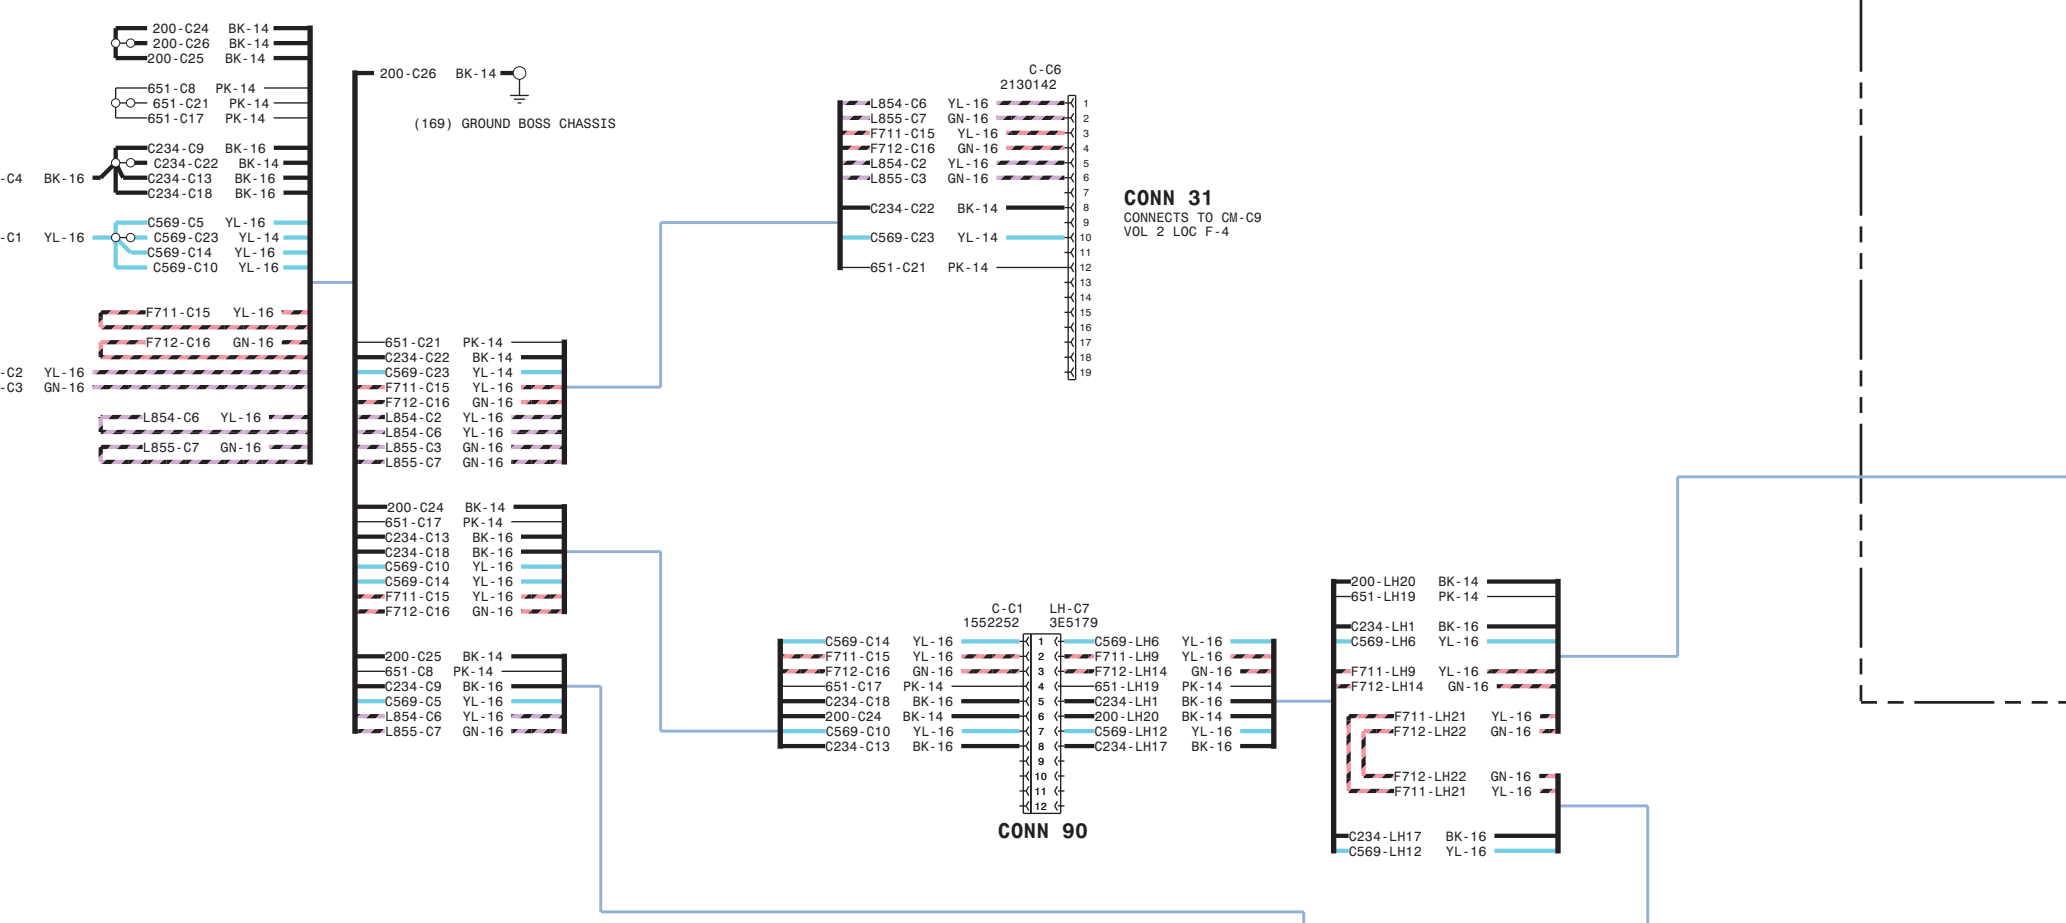 200-C24 BK-14
200-C26 BK-14
200-C25 BK-14
651-C8 PK-14
651-C21 PK-14
651-C17 PK-14
C234-C9 BK-16
C234-C22 BK-14
-C4 BK-16
C234-C13 BK-16
C234-C18 BK-16
C569-C5 YL-16
-C1 YL-16
C569-C23 YL-14
C569-C14 YL-16
C569-C10 YL-16
F711-C15 YL-16
F712-C16 GN-16
-C2 YL-16
-C3 GN-16
L854-C6 YL-16
L855-C7 GN-16
200-C26 BK-14
(169) GROUND BOSS CHASSIS
651-C21 PK-14
C234-C22 BK-14
C569-C23 YL-14
F711-C15 YL-16
F712-C16 GN-16
L854-C2 YL-16
L854-C6 YL-16
L855-C3 GN-16
L855-C7 GN-16
200-C24 BK-14
651-C17 PK-14
C234-C13 BK-16
C234-C18 BK-16
C569-C10 YL-16
C569-C14 YL-16
F711-C15 YL-16
F712-C16 GN-16
200-C25 BK-14
651-C8 PK-14
C234-C9 BK-16
C569-C5 YL-16
L854-C6 YL-16
L855-C7 GN-16
C-C6
2130142
L854-C6 YL-16 1
L855-C7 GN-16 2
F711-C15 YL-16 3
F712-C16 GN-16 4
L854-C2 YL-16 5
L855-C3 GN-16 6
7
C234-C22 BK-14 8
9
C569-C23 YL-14 10
11
651-C21 PK-14 12
13
14
15
16
17
18
19
CONN 31
CONNECTS TO CM-C9
VOL 2 LOC F-4
C-C1 LH-C7
1552252 3E5179
C569-C14 YL-16 1 C569-LH6 YL-16
F711-C15 YL-16 2 F711-LH9 YL-16
F712-C16 GN-16 3 F712-LH14 GN-16
651-C17 PK-14 4 651-LH19 PK-14
C234-C18 BK-16 5 C234-LH1 BK-16
200-C24 BK-14 6 200-LH20 BK-14
C569-C10 YL-16 7 C569-LH12 YL-16
C234-C13 BK-16 8 C234-LH17 BK-16
9
10
11
12
CONN 90
200-LH20 BK-14
651-LH19 PK-14
C234-LH1 BK-16
C569-LH6 YL-16
F711-LH9 YL-16
F712-LH14 GN-16
F711-LH21 YL-16
F712-LH22 GN-16
F712-LH22 GN-16
F711-LH21 YL-16
C234-LH17 BK-16
C569-LH12 YL-16